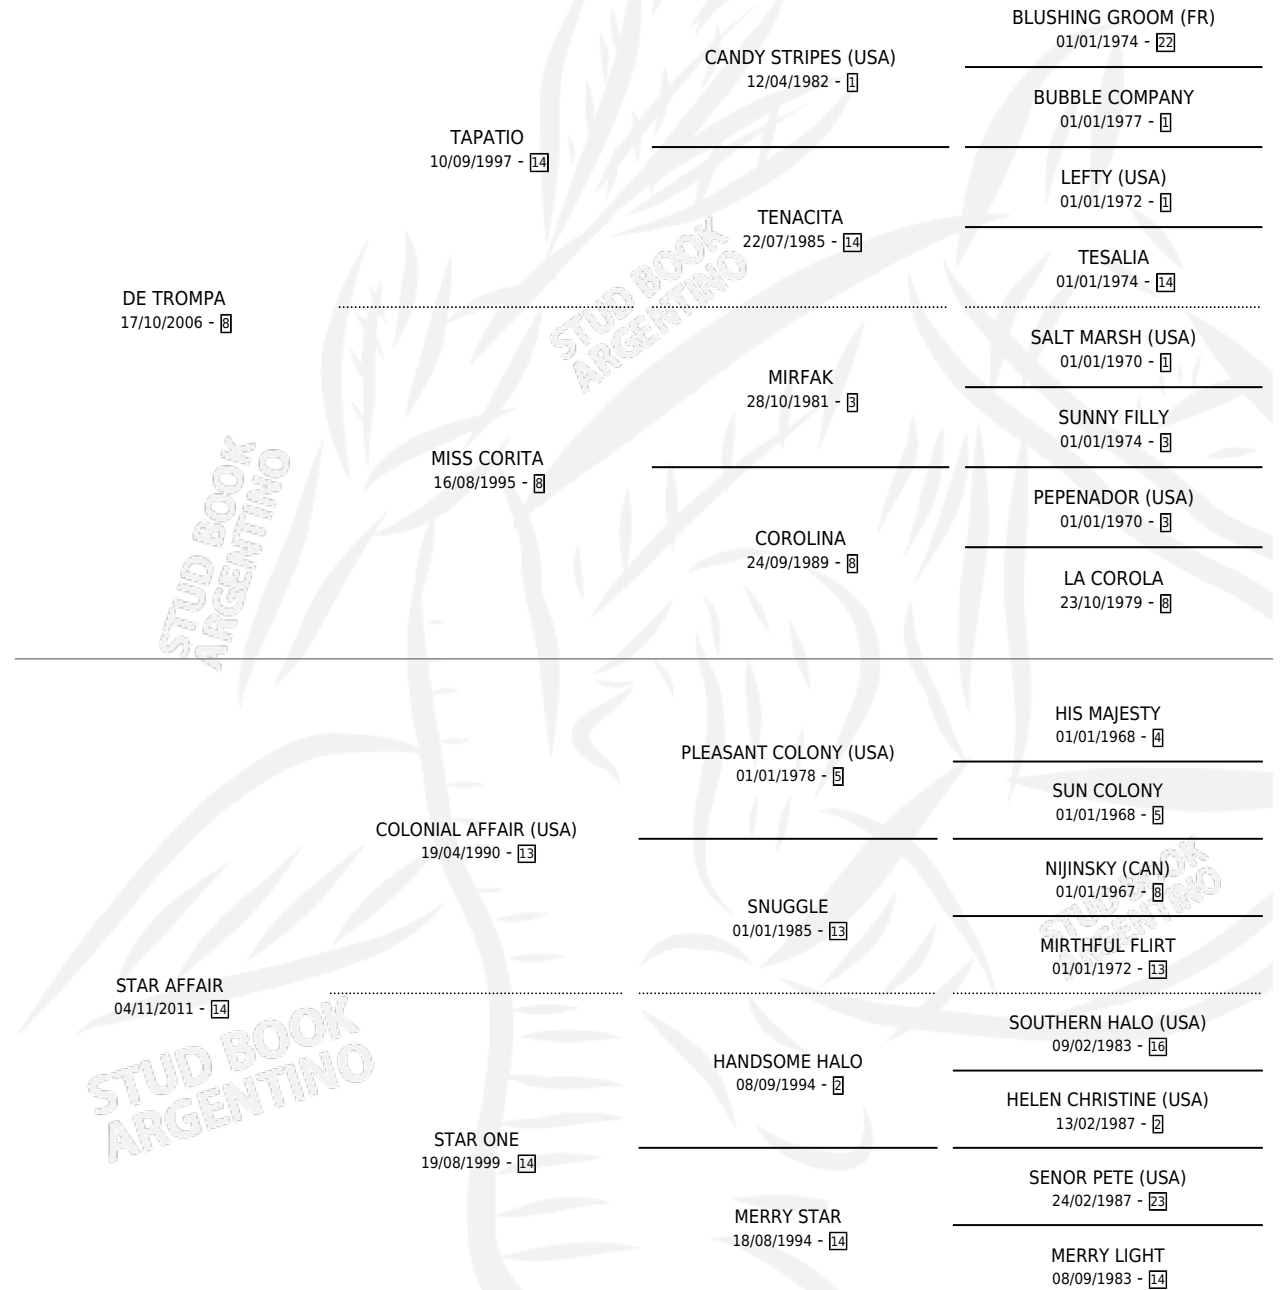 BLUSHING GROOM (FR)
01/01/1974 - 22
CANDY STRIPES (USA)
12/04/1982 - 1
BUBBLE COMPANY
01/01/1977 - 1
TAPATIO
10/09/1997 - 14
LEFTY (USA)
01/01/1972 - 1
TENACITA
22/07/1985 - 14
TESALIA
01/01/1974 - 14
DE TROMPA
17/10/2006 - 8
STUD BOOK
ARGENTINO
SALT MARSH (USA)
01/01/1970 - 1
MIRFAK
28/10/1981 - 3
SUNNY FILLY
01/01/1974 - 3
MISS CORITA
16/08/1995 - 8
PEPENADOR (USA)
01/01/1970 - 3
COROLINA
24/09/1989 - 8
LA COROLA
23/10/1979 - 8
STUD BOOK
ARGENTINO
HIS MAJESTY
01/01/1968 - 4
PLEASANT COLONY (USA)
01/01/1978 - 5
SUN COLONY
01/01/1968 - 5
COLONIAL AFFAIR (USA)
19/04/1990 - 13
NIJINSKY (CAN)
01/01/1967 - 8
SNUGGLE
01/01/1985 - 13
MIRTHFUL FLIRT
01/01/1972 - 13
STUD BOOK
ARGENTINO
STAR AFFAIR
04/11/2011 - 14
SOUTHERN HALO (USA)
09/02/1983 - 16
HANDSOME HALO
08/09/1994 - 2
HELEN CHRISTINE (USA)
13/02/1987 - 2
STUD BOOK
ARGENTINO
STAR ONE
19/08/1999 - 14
SENOR PETE (USA)
24/02/1987 - 23
MERRY STAR
18/08/1994 - 14
MERRY LIGHT
08/09/1983 - 14